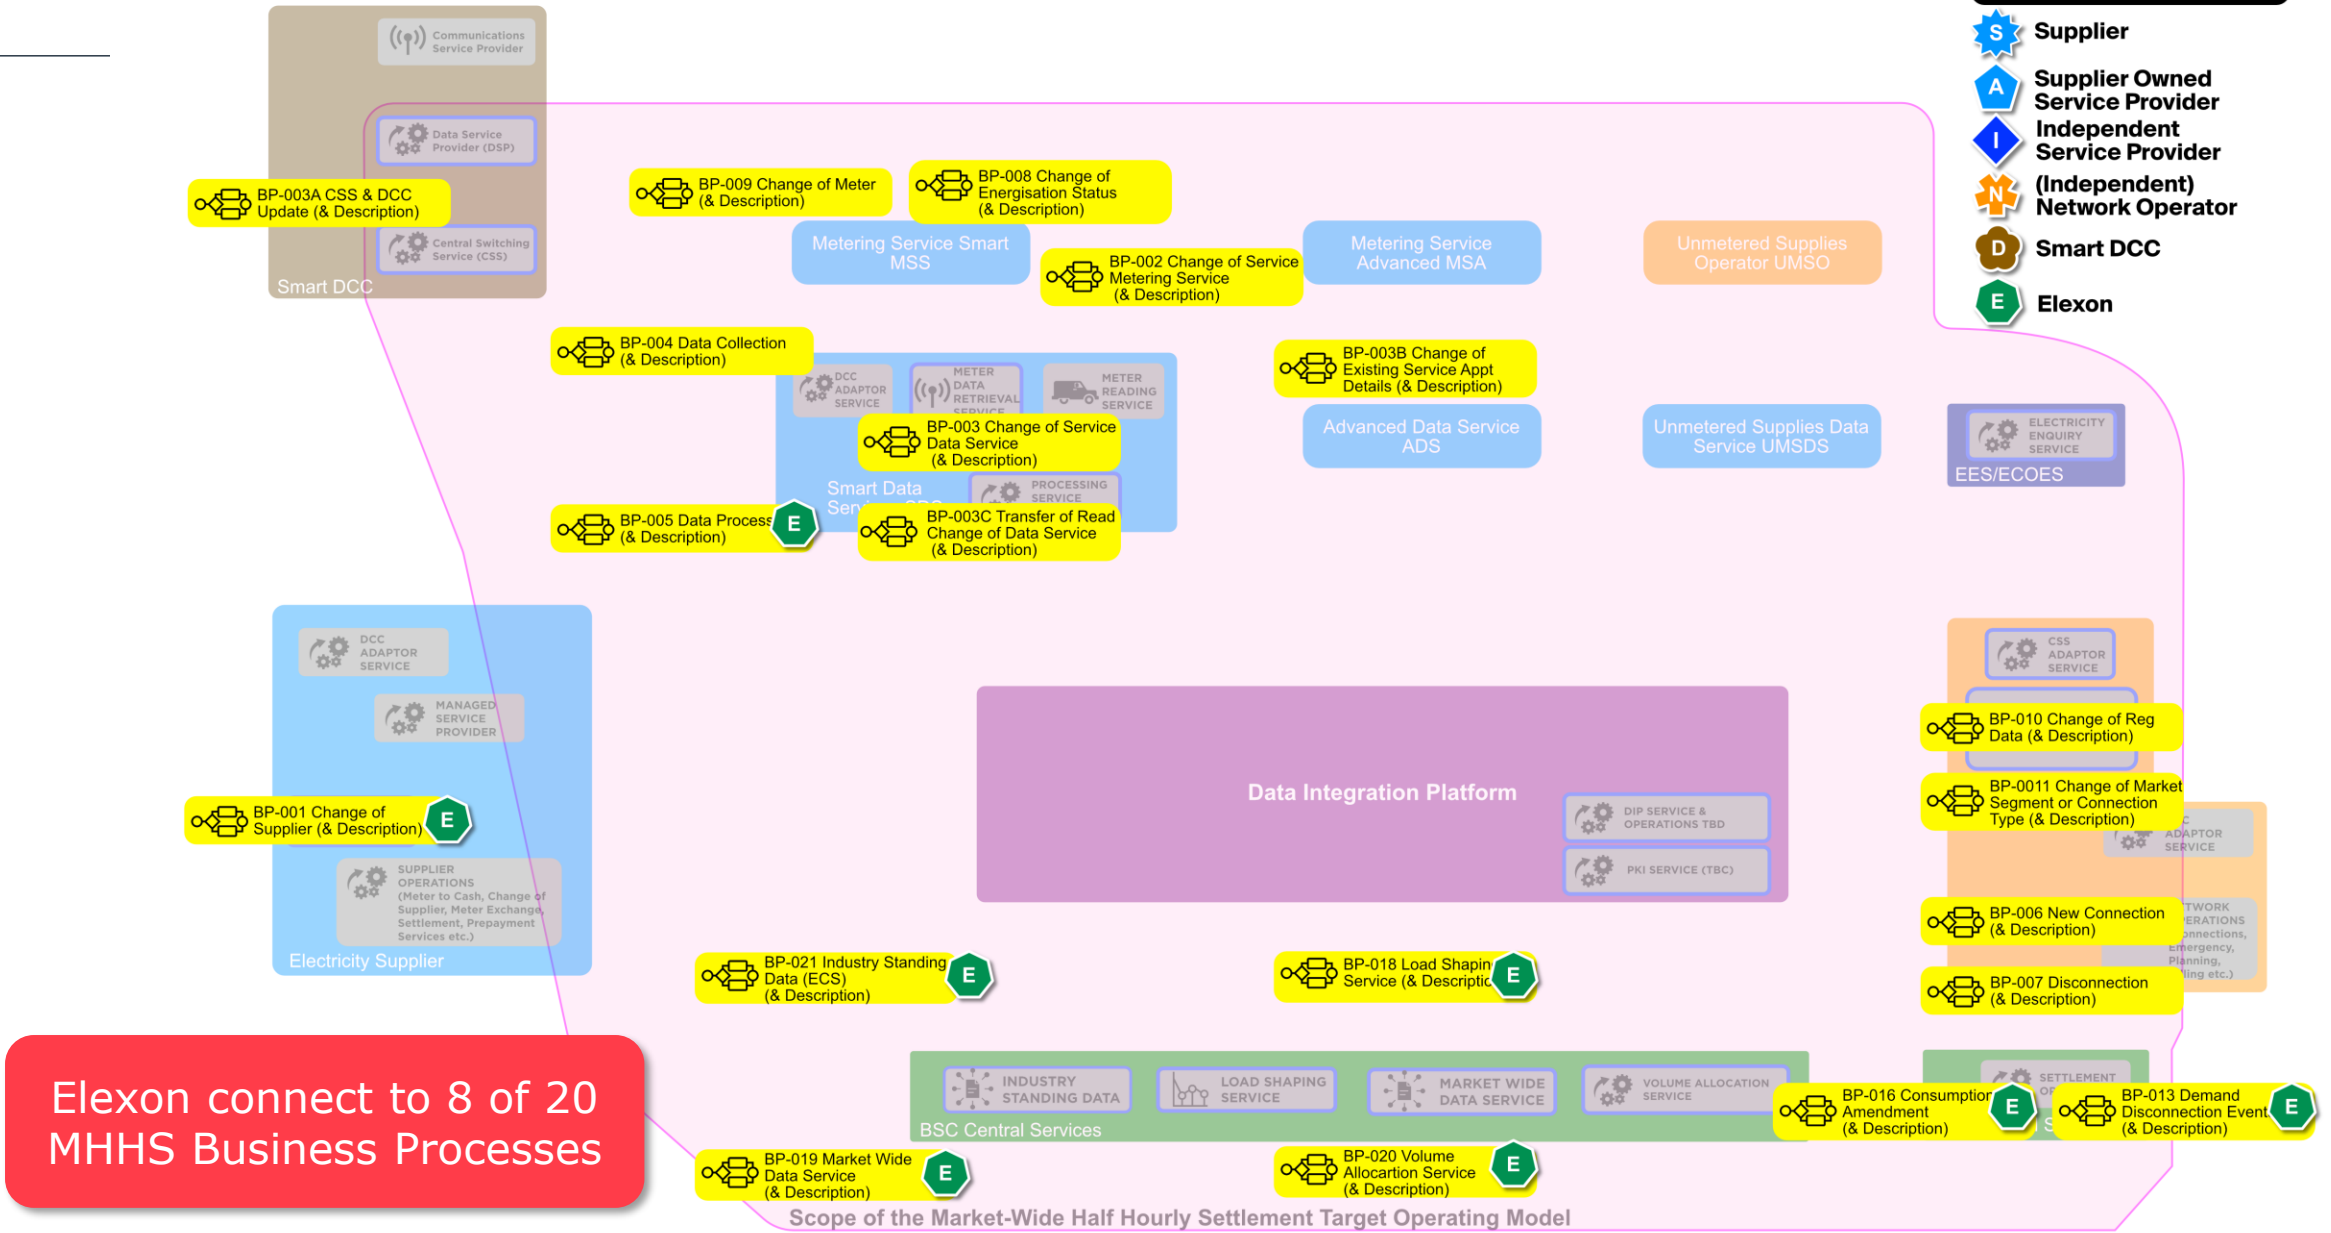 Communications
Service Provider
Data Service
Provider (DSP)
BP-003A CSS & DCC
Update (& Description)
Central Switching
Service (CSS)
Smart DCC
S
Supplier
A
Supplier Owned
Service Provider
I
Independent
Service Provider
N
(Independent)
Network Operator
D
Smart DCC
E
Elexon
BP-009 Change of Meter
(& Description)
BP-008 Change of
Energisation Status
(& Description)
Metering Service Smart
MSS
BP-002 Change of Service
Metering Service
(& Description)
Metering Service
Advanced MSA
Unmetered Supplies
Operator UMSO
BP-004 Data Collection
(& Description)
DCC
ADAPTOR
SERVICE
METER
DATA
RETRIEVAL
SERVICE
METER
READING
SERVICE
BP-003B Change of
Existing Service Appt
Details (& Description)
BP-003 Change of Service
Data Service
(& Description)
Advanced Data Service
ADS
Unmetered Supplies Data
Service UMSDS
ELECTRICITY
ENQUIRY
SERVICE
EES/ECOES
Smart Data
PROCESSING
SERVICE
BP-005 Data Process
(& Description)
E
BP-003C Transfer of Read
Change of Data Service
(& Description)
DCC
ADAPTOR
SERVICE
MANAGED
SERVICE
PROVIDER
BP-001 Change of
Supplier (& Description)
E
SUPPLIER
OPERATIONS
(Meter to Cash, Change of
Supplier, Meter Exchange,
Settlement, Prepayment
Services etc.)
Electricity Supplier
Data Integration Platform
DIP SERVICE &
OPERATIONS TBD
PKI SERVICE (TBC)
CSS
ADAPTOR
SERVICE
BP-010 Change of Reg
Data (& Description)
BP-0011 Change of Market
Segment or Connection
Type (& Description)
ADAPTOR
SERVICE
BP-006 New Connection
(& Description)
Emergency,
Planning,
etc.)
BP-007 Disconnection
(& Description)
BP-021 Industry Standing
Data (ECS)
(& Description)
E
BP-018 Load Shapin
Service (& Descriptio
E
Elexon connect to 8 of 20
MHHS Business Processes
INDUSTRY
STANDING DATA
LOAD SHAPING
SERVICE
MARKET WIDE
DATA SERVICE
VOLUME ALLOCATION
SERVICE
BSC Central Services
SETTLEMENT
BP-016 Consumption
Amendment
(& Description)
E
BP-013 Demand
Disconnection Event
(& Description)
E
BP-019 Market Wide
Data Service
(& Description)
E
BP-020 Volume
Allocartion Service
(& Description)
E
Scope of the Market-Wide Half Hourly Settlement Target Operating Model